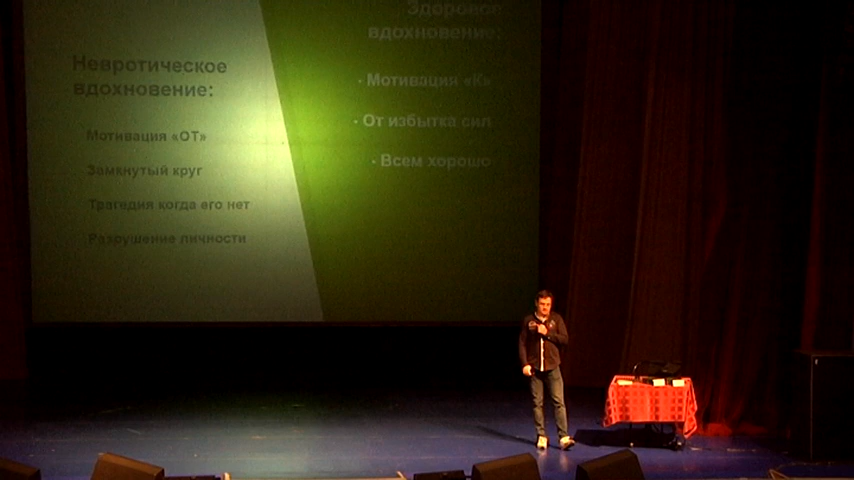 Невротическое
вдохновение:
Мотивация «ОТ»
Замкнутый круг
Трагедия когда его нет
Разрушение личности
Здоровое
вдохновение:
• Мотивация «К»
• От избытка сил
• Всем хорошо